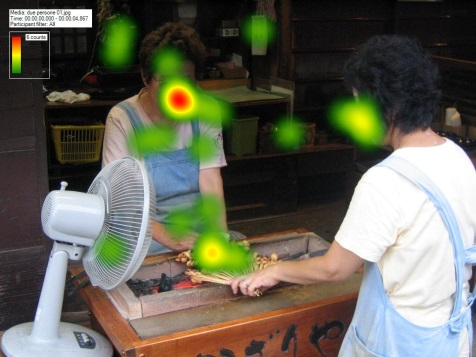 Media: due persone 01.jpg
Time: 00:00:00.000 - 00:00:04.867
Participant filter: All
6 counts